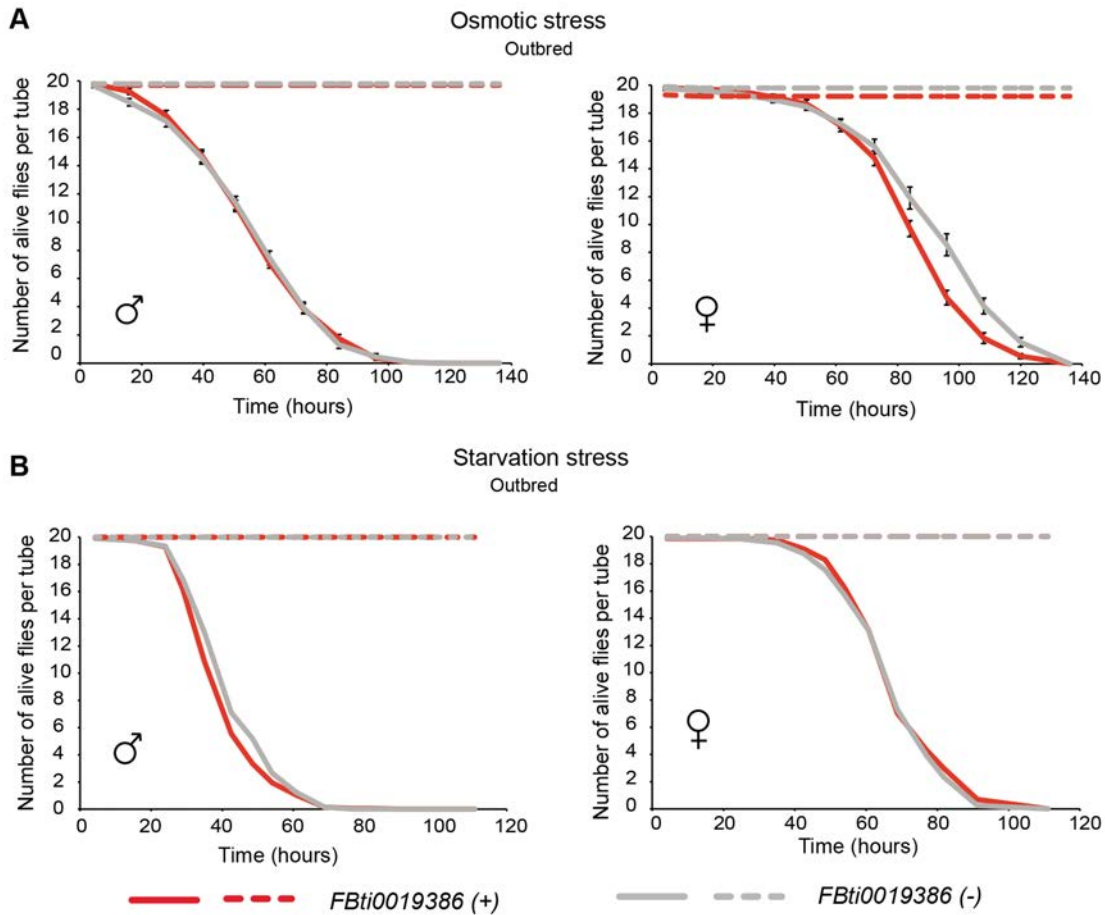 A
Osmotic stress
Outbred
Number of alive flies per tube
20
18
16
14
12
10
8
6
4
2
0
♂
0 20 40 60 80 100 120 140
Time (hours)
Number of alive flies per tube
20
18
16
14
12
10
8
6
4
2
0
♀
0 20 40 60 80 100 120 140
Time (hours)
B
Starvation stress
Outbred
Number of alive flies per tube
20
18
16
14
12
10
8
6
4
2
0
♂
0 20 40 60 80 100 120
Time (hours)
Number of alive flies per tube
20
18
16
14
12
10
8
6
4
2
0
♀
0 20 40 60 80 100 120
Time (hours)
FBti0019386 (+) FBti0019386 (-)